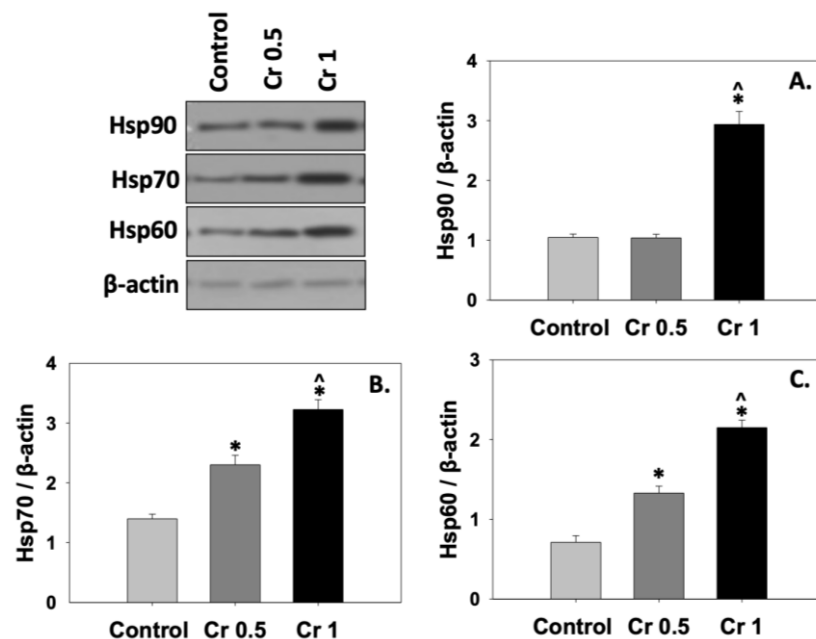 Control
Cr 0.5
Cr 1
Hsp90
Hsp70
Hsp60
β-actin
A.
Hsp90 / β-actin
4
3
2
1
0
^
*
Control Cr 0.5 Cr 1
B.
Hsp70 / β-actin
4
3
2
1
0
*
^
*
Control Cr 0.5 Cr 1
C.
Hsp60 / β-actin
3
2
1
0
*
^
*
Control Cr 0.5 Cr 1